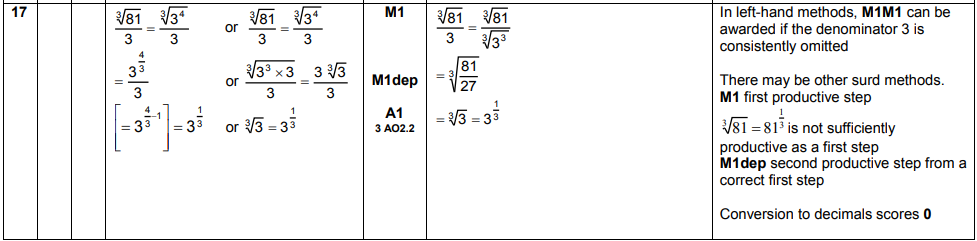 17
∛81/3 = ∛3⁴/3 or ∛81/3 = ∛3⁴/3 M1 ∛81/3 = ∛81/∛3³
= 3^(4/3)/3 or ∛(3³ × 3)/3 = 3∛3/3 M1dep = ∛(81/27)
[= 3^(4/3 − 1)] = 3^(1/3) or ∛3 = 3^(1/3) A1 = ∛3 = 3^(1/3)
3 AO2.2
In left-hand methods, M1M1 can be
awarded if the denominator 3 is
consistently omitted
There may be other surd methods.
M1 first productive step
∛81 = 81^(1/3) is not sufficiently
productive as a first step
M1dep second productive step from a
correct first step
Conversion to decimals scores 0